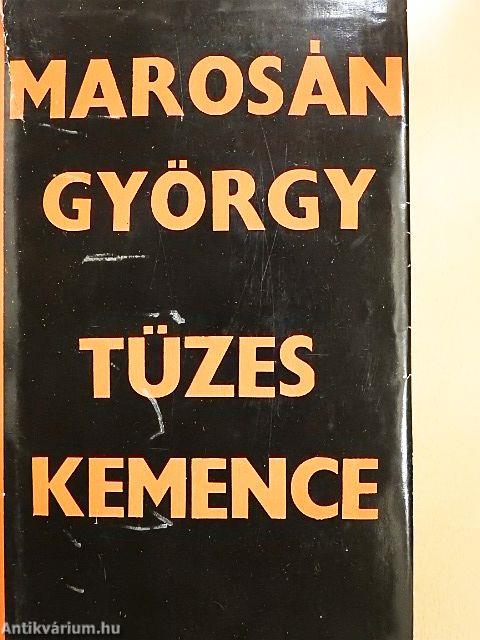 MAROSÁN
GYÖRGY
TÜZES
KEMENCE
Antikvárium.hu